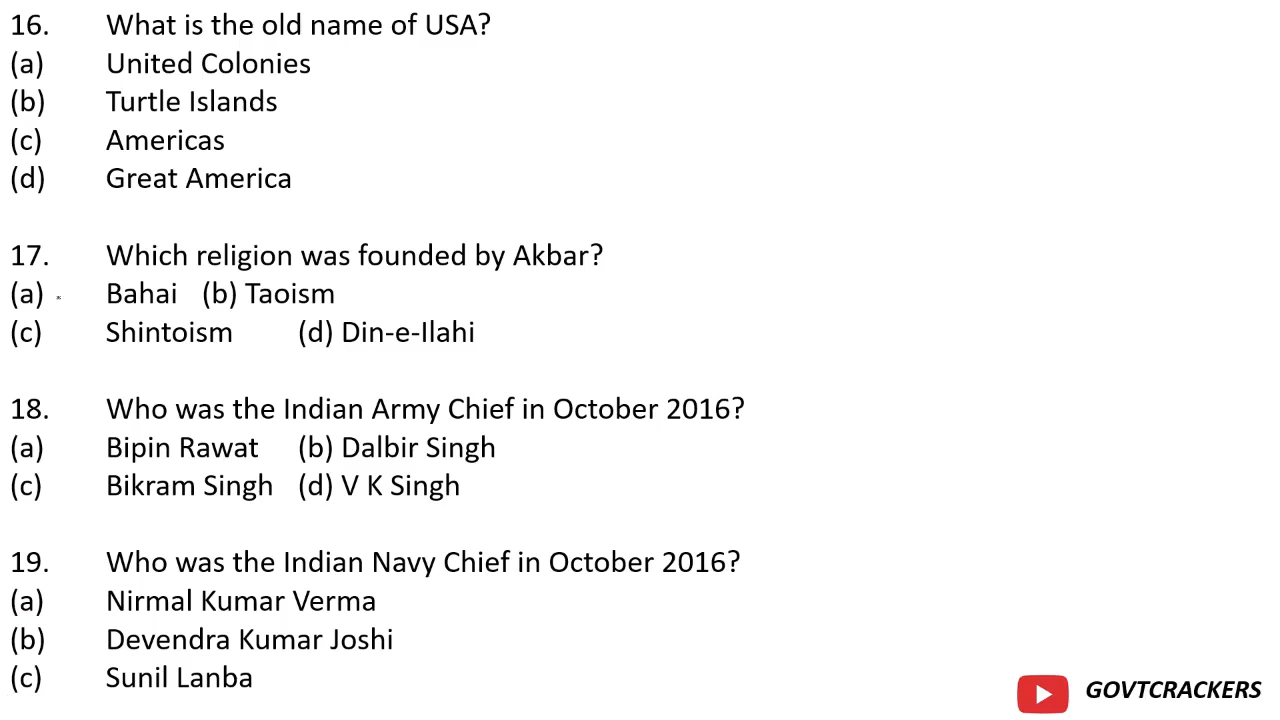 16. What is the old name of USA?
(a) United Colonies
(b) Turtle Islands
(c) Americas
(d) Great America
17. Which religion was founded by Akbar?
(a) Bahai (b) Taoism
(c) Shintoism (d) Din-e-Ilahi
18. Who was the Indian Army Chief in October 2016?
(a) Bipin Rawat (b) Dalbir Singh
(c) Bikram Singh (d) V K Singh
19. Who was the Indian Navy Chief in October 2016?
(a) Nirmal Kumar Verma
(b) Devendra Kumar Joshi
(c) Sunil Lanba
GOVTCRACKERS